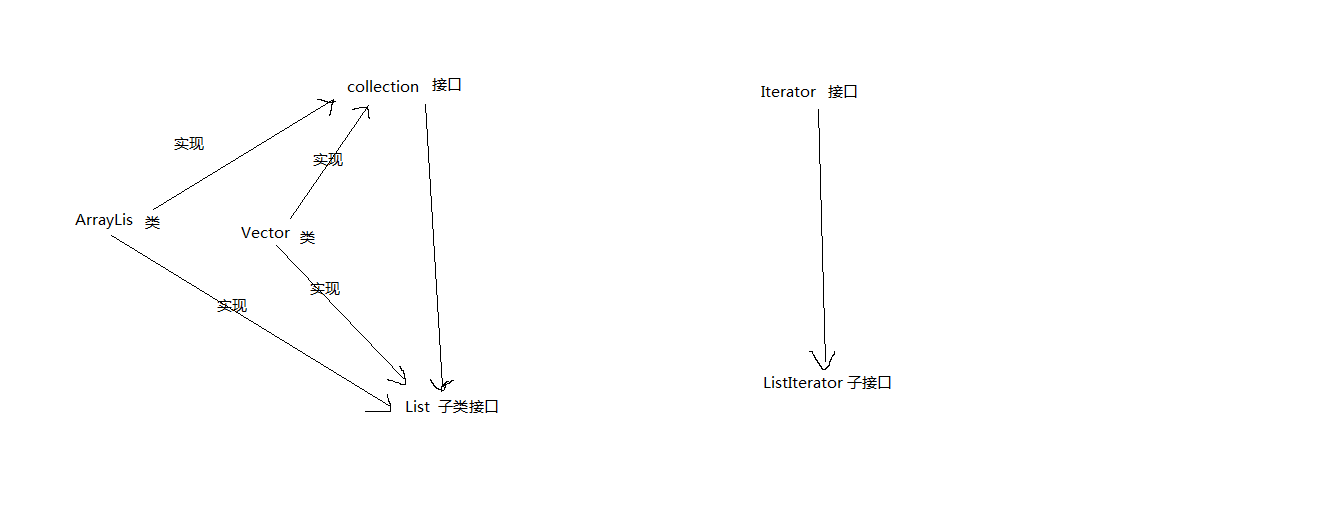 collection 接口
Iterator 接口
实现
实现
ArrayLis 类
Vector 类
实现
实现
ListIterator 子接口
List 子类接口